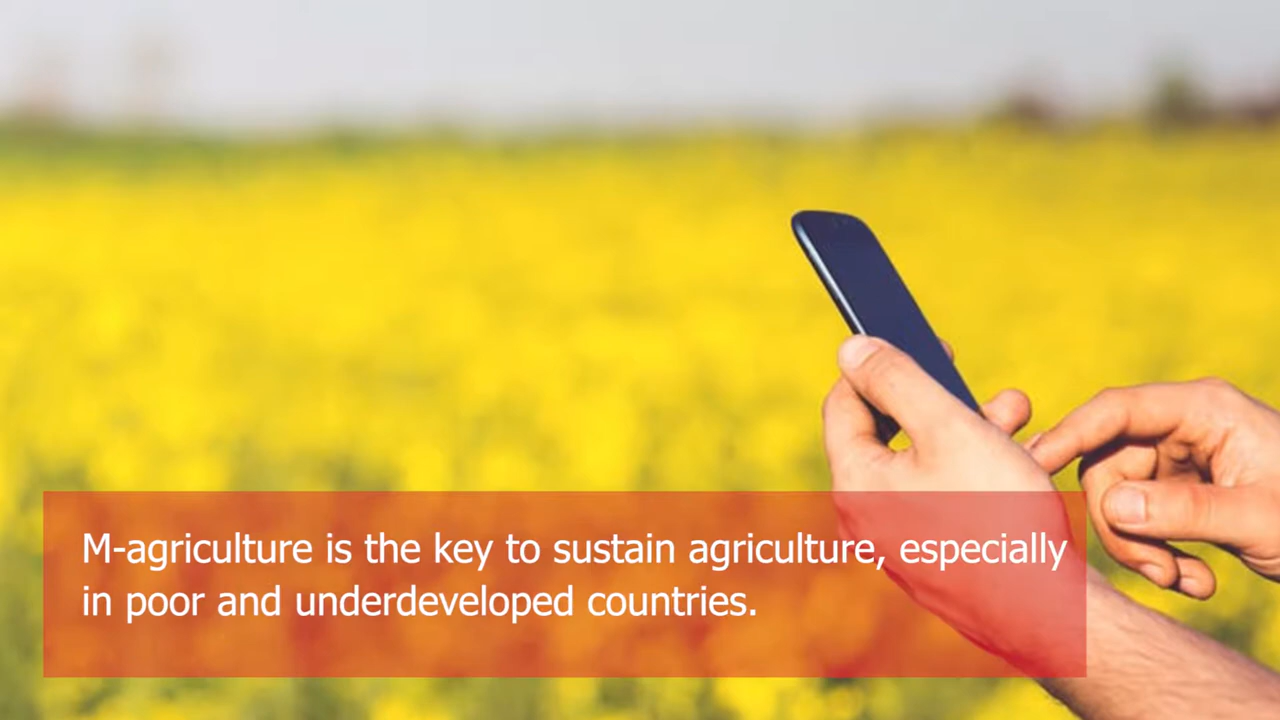 M-agriculture is the key to sustain agriculture, especially
in poor and underdeveloped countries.